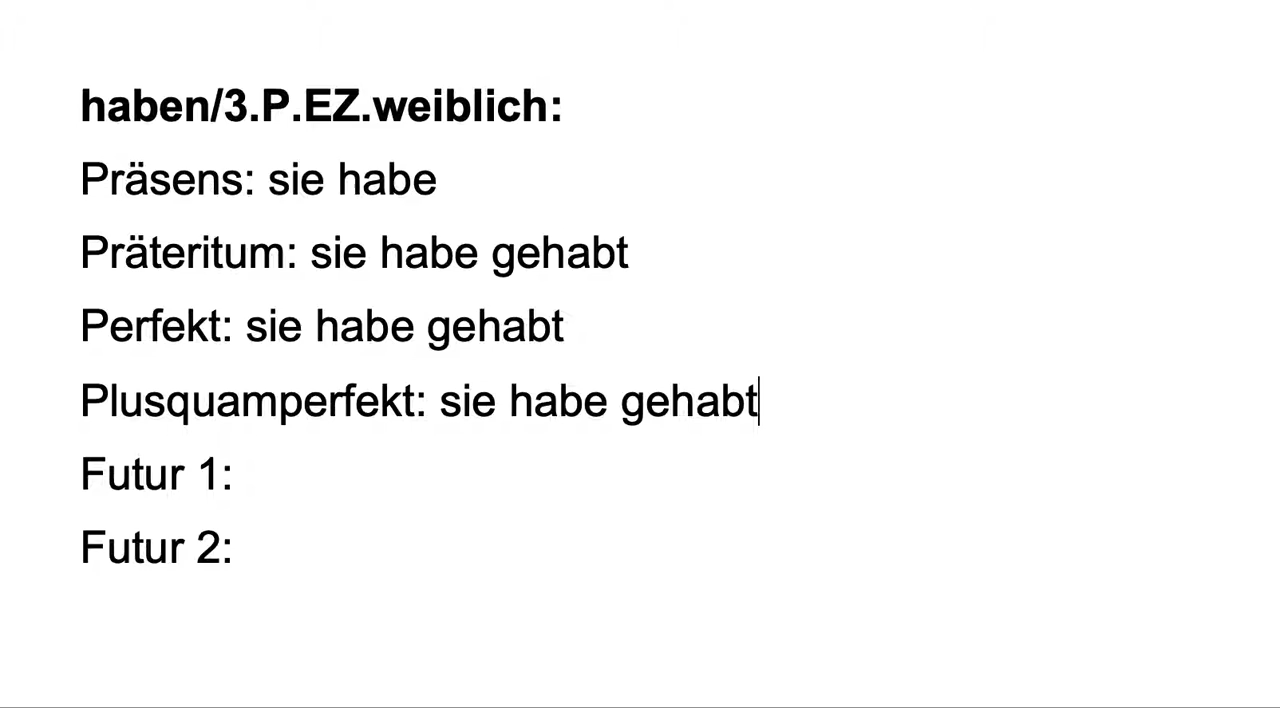 haben/3.P.EZ.weiblich:
Präsens: sie habe
Präteritum: sie habe gehabt
Perfekt: sie habe gehabt
Plusquamperfekt: sie habe gehabt
Futur 1:
Futur 2: